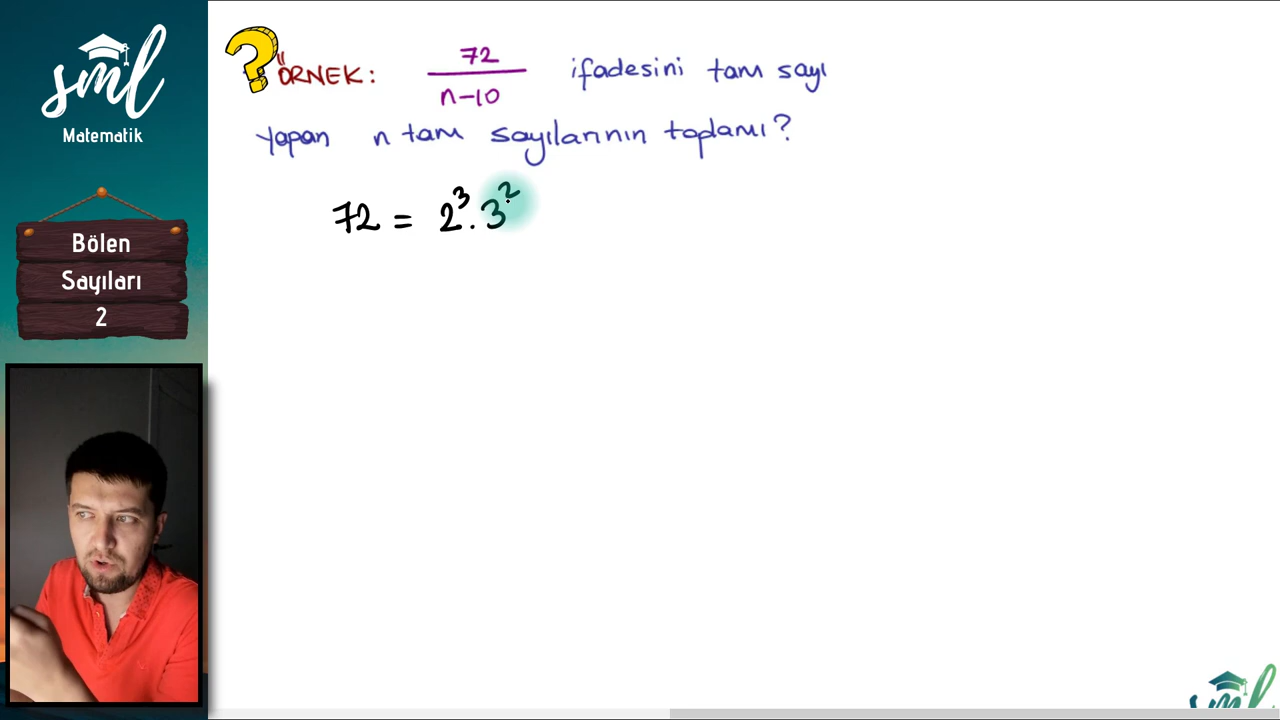 sml
Matematik
Bölen
Sayıları
2
ÖRNEK: 72 / n-10 ifadesini tam sayı
yapan n tam sayılarının toplamı?
72 = 2³.3²